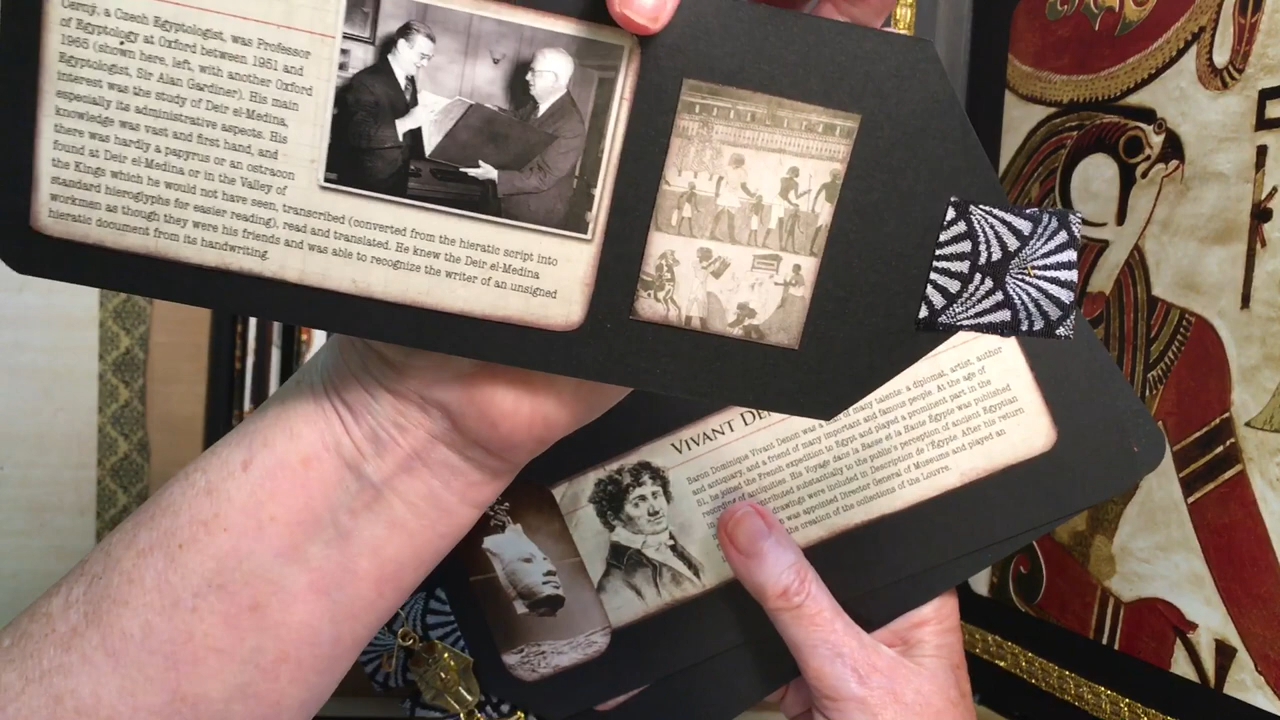 Černý, a Czech Egyptologist, was Professor
of Egyptology at Oxford between 1951 and
1965 (shown here, left, with another Oxford
Egyptologist, Sir Alan Gardiner). His main
interest was the study of Deir el-Medina,
especially its administrative aspects. His
knowledge was vast and first hand, and
there was hardly a papyrus or an ostracon
found at Deir el-Medina or in the Valley of
the Kings which he would not have seen, transcribed (converted from the hieratic script into
standard hieroglyphs for easier reading), read and translated. He knew the Deir el-Medina
workmen as though they were his friends and was able to recognize the writer of an unsigned
hieratic document from its handwriting.
VIVANT DE
Baron Dominique Vivant Denon was a man of many talents: a diplomat, artist, author
and antiquary, and a friend of many important and famous people. At the age of
51, he joined the French expedition to Egypt and played a prominent part in the
recording of antiquities. His Voyage dans la Basse et la Haute Égypte was published
in contributed substantially to the public's perception of ancient Egyptian
drawings were included in Description de l'Égypte. After his return
was appointed Director General of Museums and played an
the creation of the collections of the Louvre.